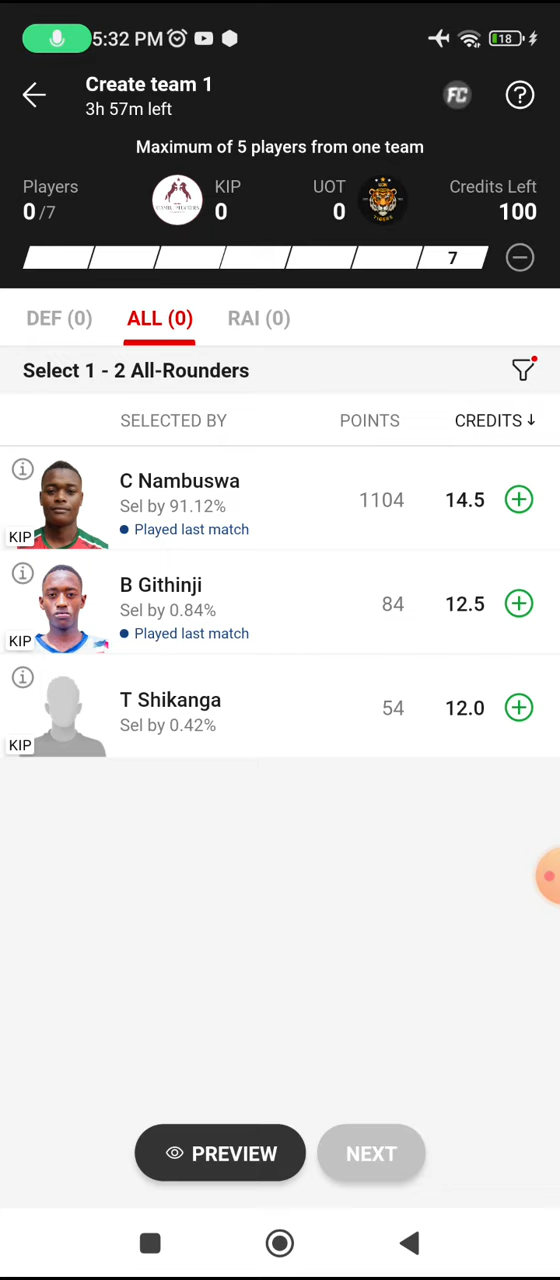 5:32 PM
18
Create team 1
3h 57m left
FC
?
Maximum of 5 players from one team
Players
0/7
KIP
0
UOT
0
Credits Left
100
7
DEF (0)
ALL (0)
RAI (0)
Select 1 - 2 All-Rounders
SELECTED BY
POINTS
CREDITS ↓
C Nambuswa
Sel by 91.12%
Played last match
KIP
1104
14.5
B Githinji
Sel by 0.84%
Played last match
KIP
84
12.5
T Shikanga
Sel by 0.42%
KIP
54
12.0
PREVIEW
NEXT